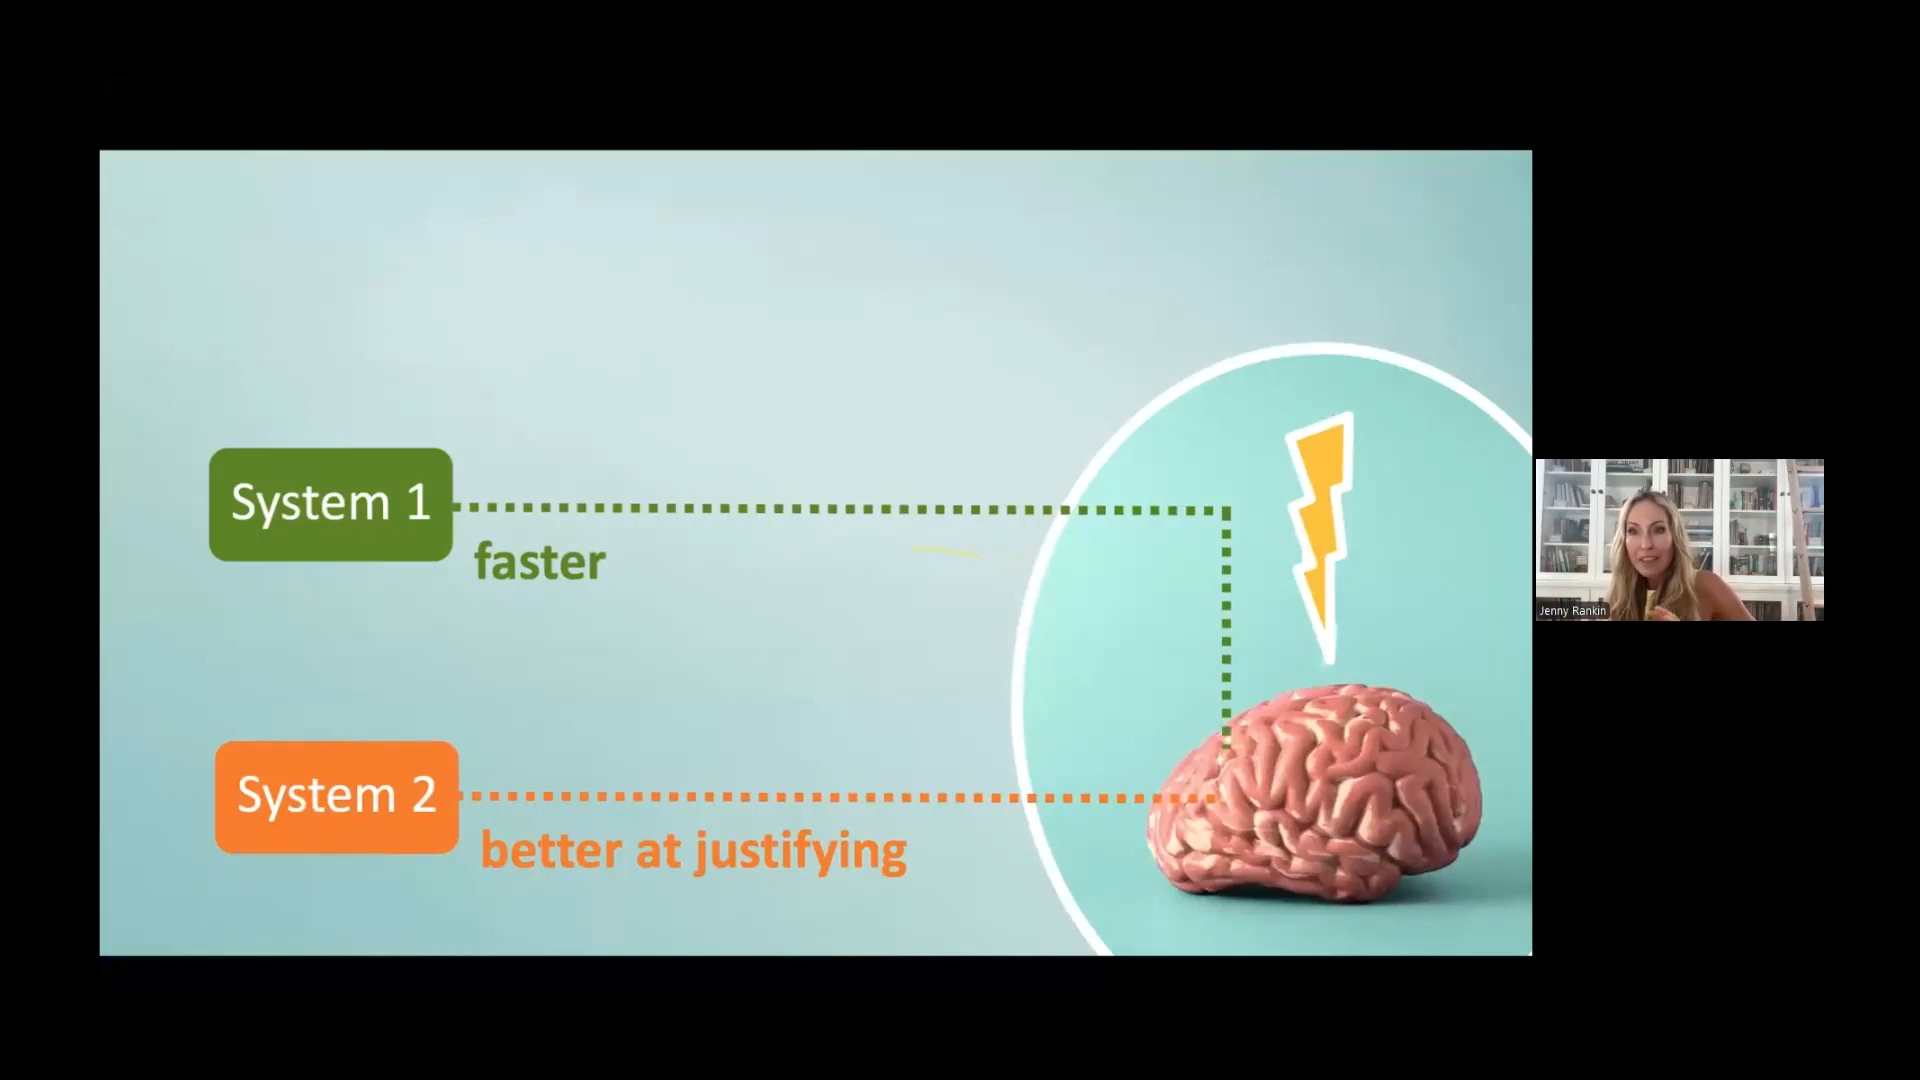 System 1
faster
System 2
better at justifying
Jenny Rankin